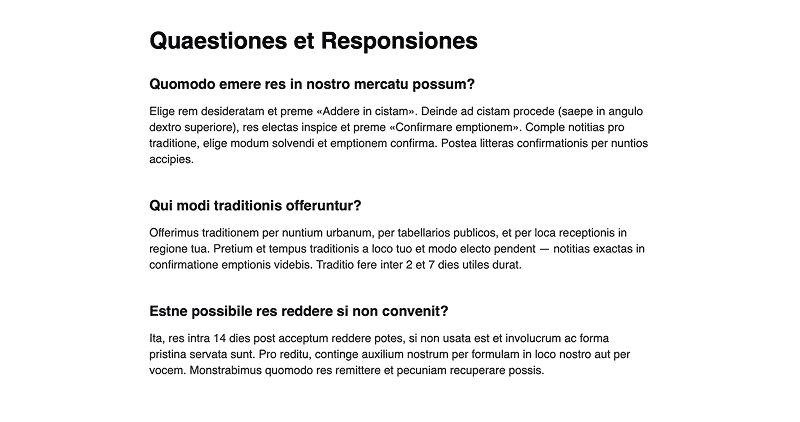 Quaestiones et Responsiones
Quomodo emere res in nostro mercatu possum?
Elige rem desideratam et preme «Addere in cistam». Deinde ad cistam procede (saepe in angulo
dextro superiore), res electas inspice et preme «Confirmare emptionem». Comple notitias pro
traditione, elige modum solvendi et emptionem confirma. Postea litteras confirmationis per nuntios
accipies.
Qui modi traditionis offeruntur?
Offerimus traditionem per nuntium urbanum, per tabellarios publicos, et per loca receptionis in
regione tua. Pretium et tempus traditionis a loco tuo et modo electo pendent — notitias exactas in
confirmatione emptionis videbis. Traditio fere inter 2 et 7 dies utiles durat.
Estne possibile res reddere si non convenit?
Ita, res intra 14 dies post acceptum reddere potes, si non usata est et involucrum ac forma
pristina servata sunt. Pro reditu, continge auxilium nostrum per formulam in loco nostro aut per
vocem. Monstrabimus quomodo res remittere et pecuniam recuperare possis.